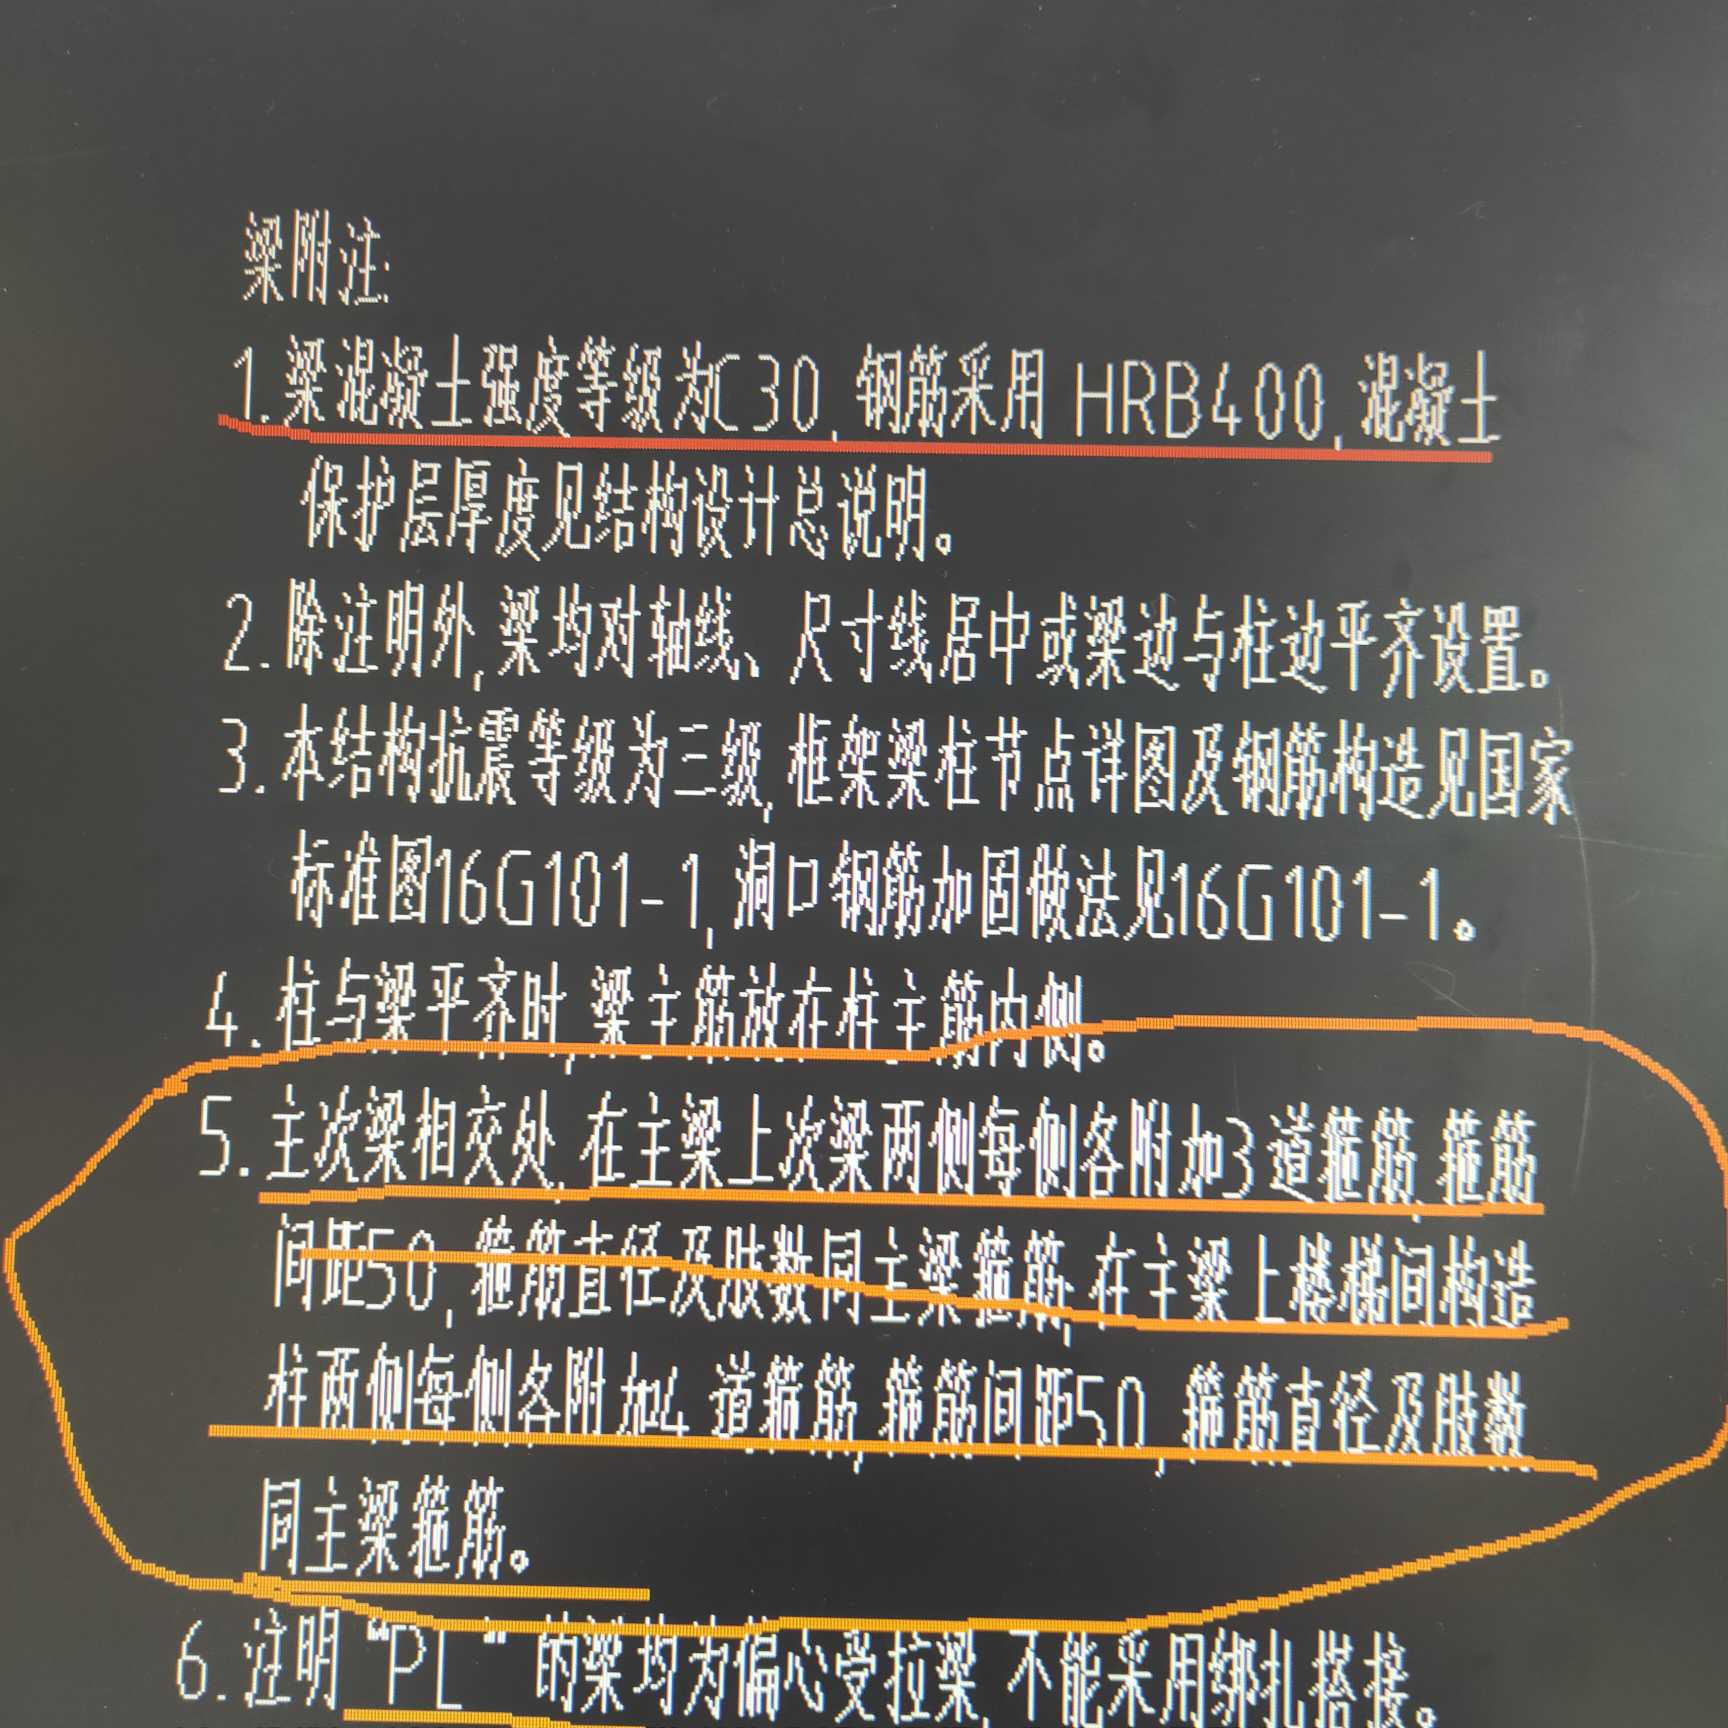 梁附注:
1.梁混凝土强度等级为C30,钢筋采用 HRB400,混凝土
保护层厚度见结构设计总说明。
2.除注明外,梁均对轴线、尺寸线居中或梁边与柱边平齐设置。
3.本结构抗震等级为三级,框架梁柱节点详图及钢筋构造见国家
标准图16G101-1,洞口钢筋加固做法见16G101-1。
4.柱与梁平齐时,梁主筋放在柱主筋内侧。
5.主次梁相交处,在主梁上次梁两侧每侧各附加3道箍筋,箍筋
间距50,箍筋直径及肢数同主梁箍筋,在主梁上楼梯间构造
柱两侧每侧各附加4 道箍筋,箍筋间距50,箍筋直径及肢数
同主梁箍筋。
6.注明“PL”的梁均为偏心受拉梁,不能采用绑扎搭接。